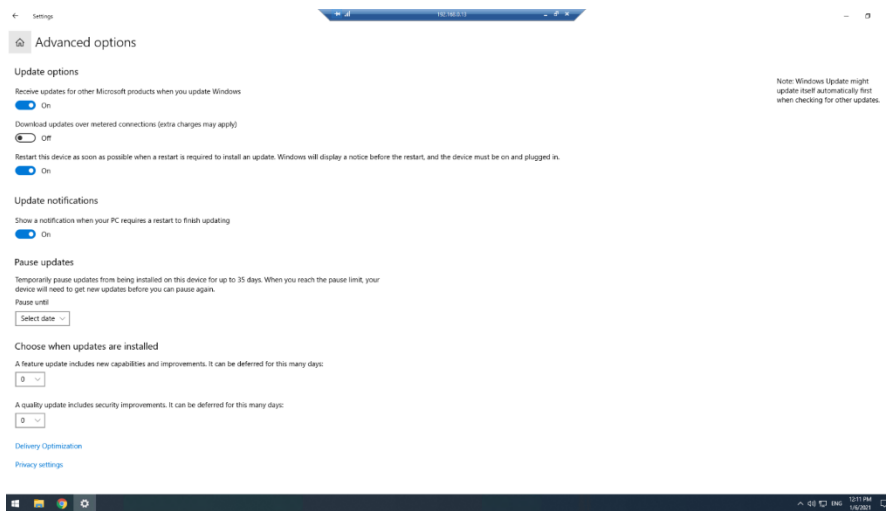 Settings
192.168.0.13
Advanced options
Update options
Receive updates for other Microsoft products when you update Windows
On
Download updates over metered connections (extra charges may apply)
Off
Restart this device as soon as possible when a restart is required to install an update. Windows will display a notice before the restart, and the device must be on and plugged in.
On
Update notifications
Show a notification when your PC requires a restart to finish updating
On
Pause updates
Temporarily pause updates from being installed on this device for up to 35 days. When you reach the pause limit, your
device will need to get new updates before you can pause again.
Pause until
Select date
Choose when updates are installed
A feature update includes new capabilities and improvements. It can be deferred for this many days:
0
A quality update includes security improvements. It can be deferred for this many days:
0
Delivery Optimization
Privacy settings
Note: Windows Update might
update itself automatically first
when checking for other updates.
ENG
12:11 PM
1/6/2021